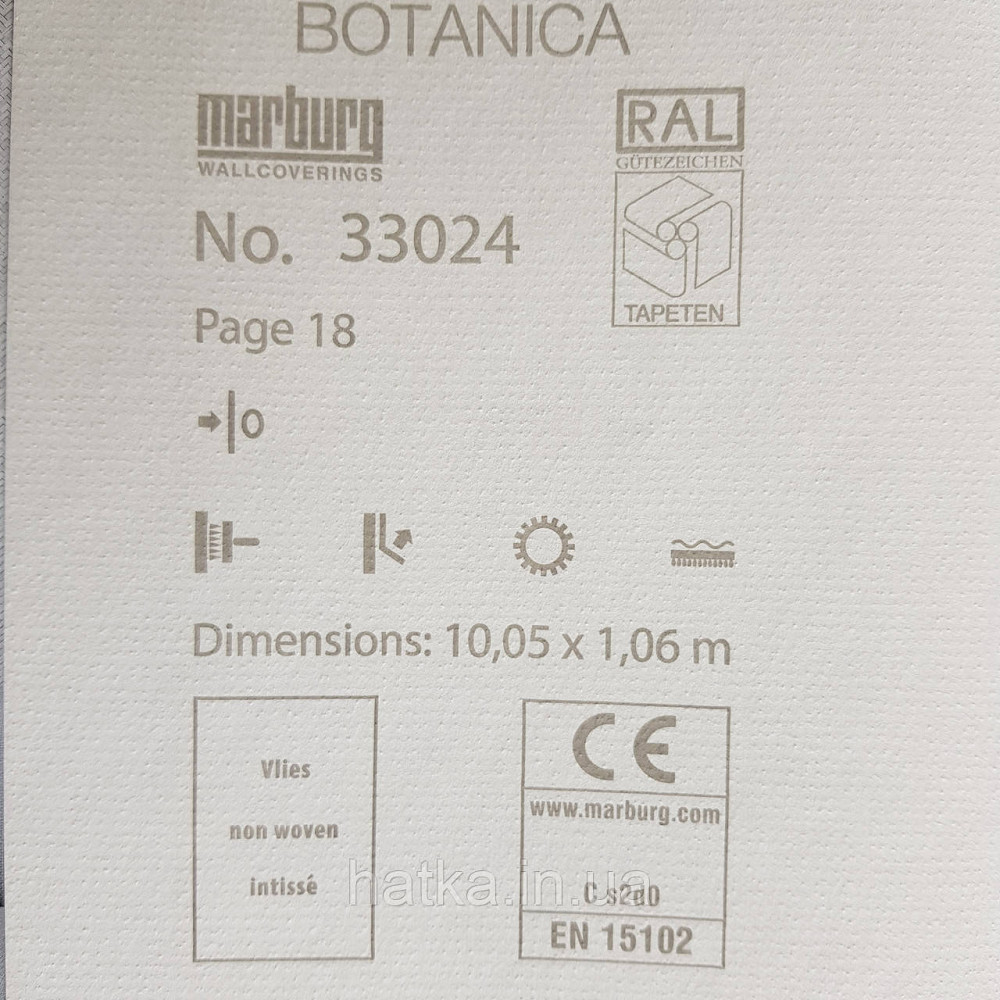 BOTANICA
marburg
WALLCOVERINGS
RAL
GÜTEZEICHEN
TAPETEN
No. 33024
Page 18
0
Dimensions: 10,05 x 1,06 m
Vlies
non woven
intissé
CE
www.marburg.com
C s2d0
EN 15102
hatka.in.ua